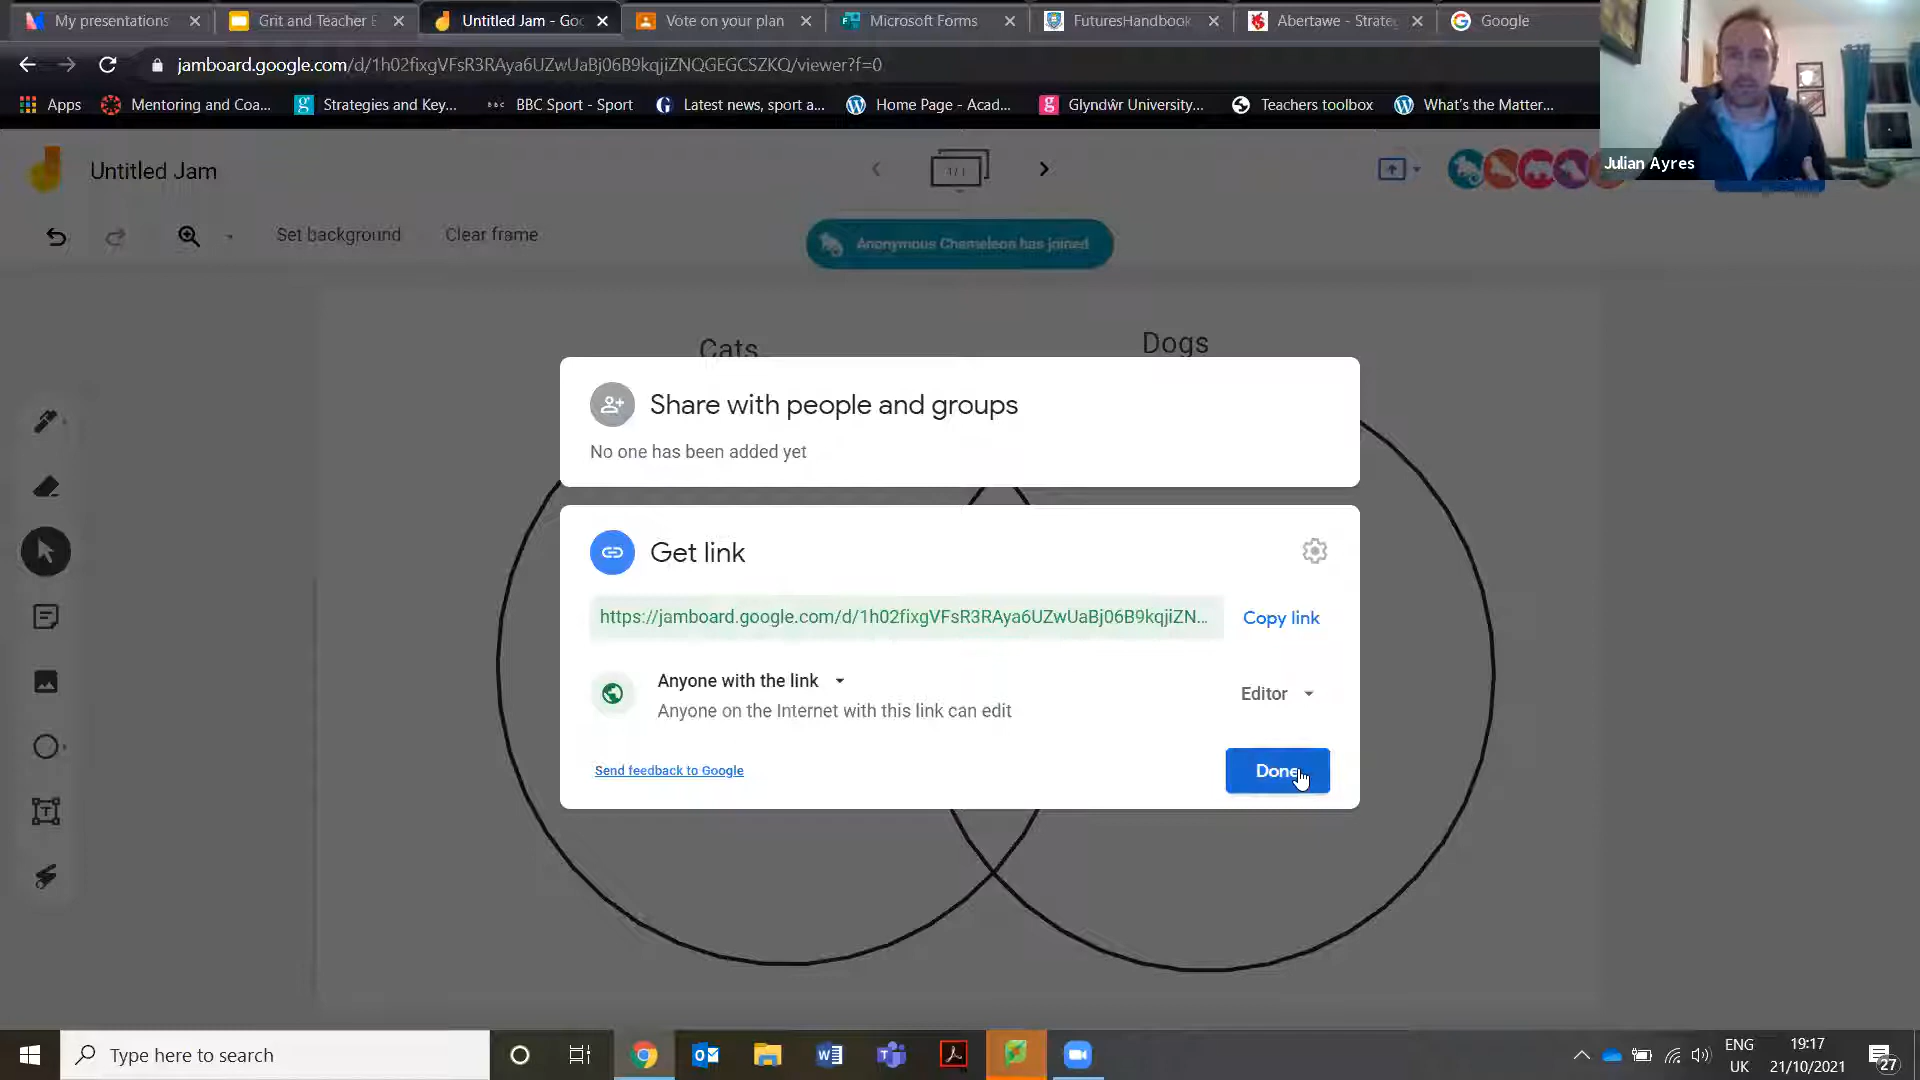 My presentations
Grit and Teacher E
Untitled Jam - Goo
Vote on your plan
Microsoft Forms
FuturesHandbook
Abertawe - Strateg
Google
jamboard.google.com/d/1h02fixgVFsR3RAya6UZwUaBj06B9kqjiZNQGEGCSZKQ/viewer?f=0
Apps
Mentoring and Coa...
Strategies and Key...
BBC Sport - Sport
Latest news, sport a...
Home Page - Acad...
Glyndŵr University...
Teachers toolbox
What's the Matter...
Julian Ayres
Untitled Jam
1/1
Set background
Clear frame
Anonymous Chameleon has joined
Cats
Dogs
Share with people and groups
No one has been added yet
Get link
https://jamboard.google.com/d/1h02fixgVFsR3RAya6UZwUaBj06B9kqjiZN...
Copy link
Anyone with the link
Anyone on the Internet with this link can edit
Editor
Send feedback to Google
Done
Type here to search
ENG
UK
19:17
21/10/2021
27